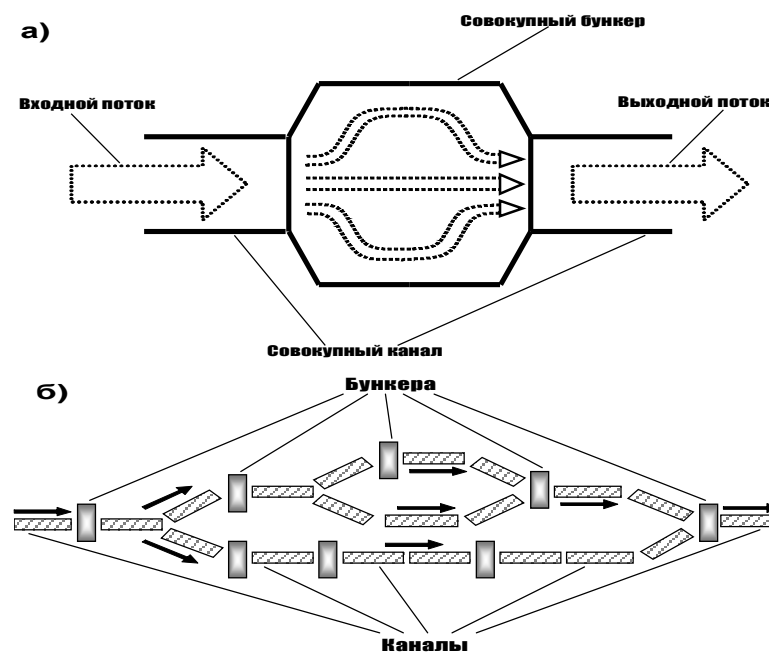 а)
Совокупный бункер
Входной поток
Выходной поток
Совокупный канал
Бункера
б)
Каналы